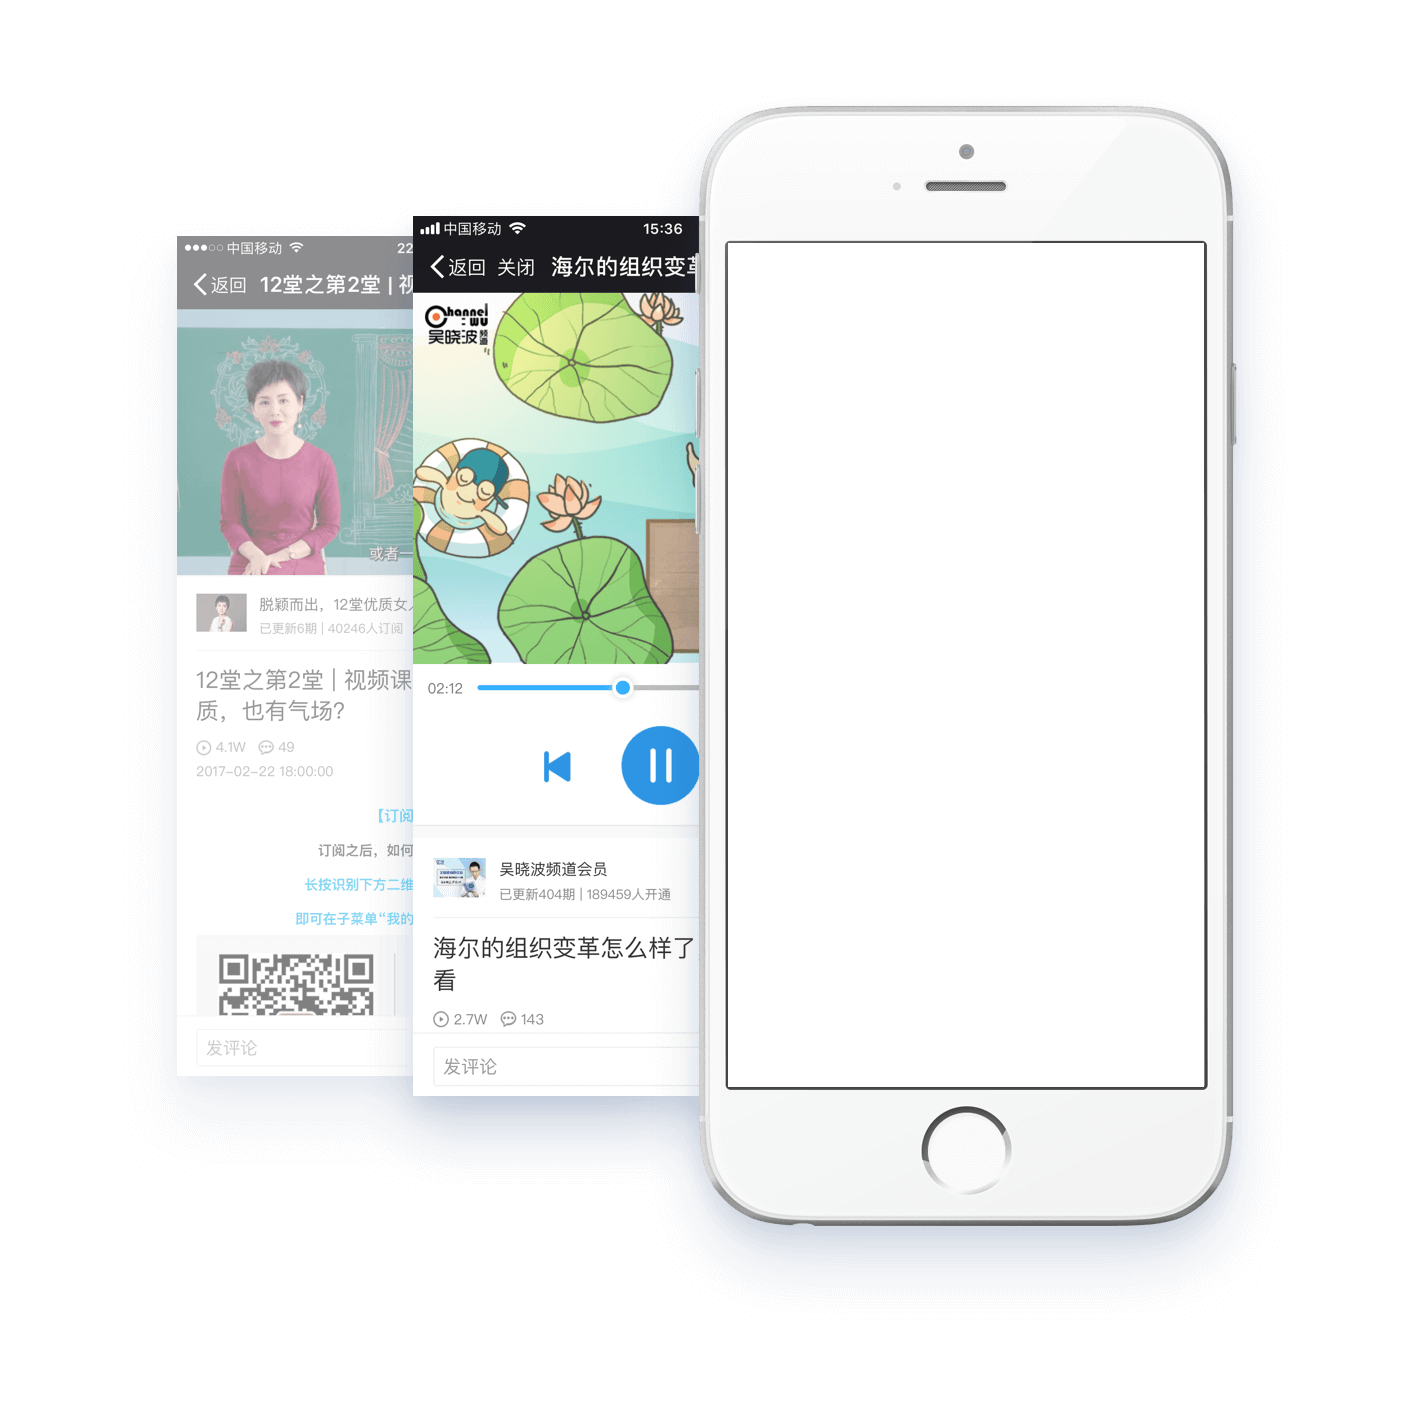 中国移动
22
返回 12堂之第2堂 | 视
或者一
脱颖而出，12堂优质女人
已更新6期 | 40246人订阅
12堂之第2堂 | 视频课
质，也有气场?
4.1W 49
2017-02-22 18:00:00
【订阅
订阅之后，如何
长按识别下方二维
即可在子菜单“我的
发评论
中国移动 15:36
返回 关闭 海尔的组织变革
Channel
:WU
吴晓波频道
02:12
吴晓波频道会员
已更新404期 | 189459人开通
海尔的组织变革怎么样了
看
2.7W 143
发评论